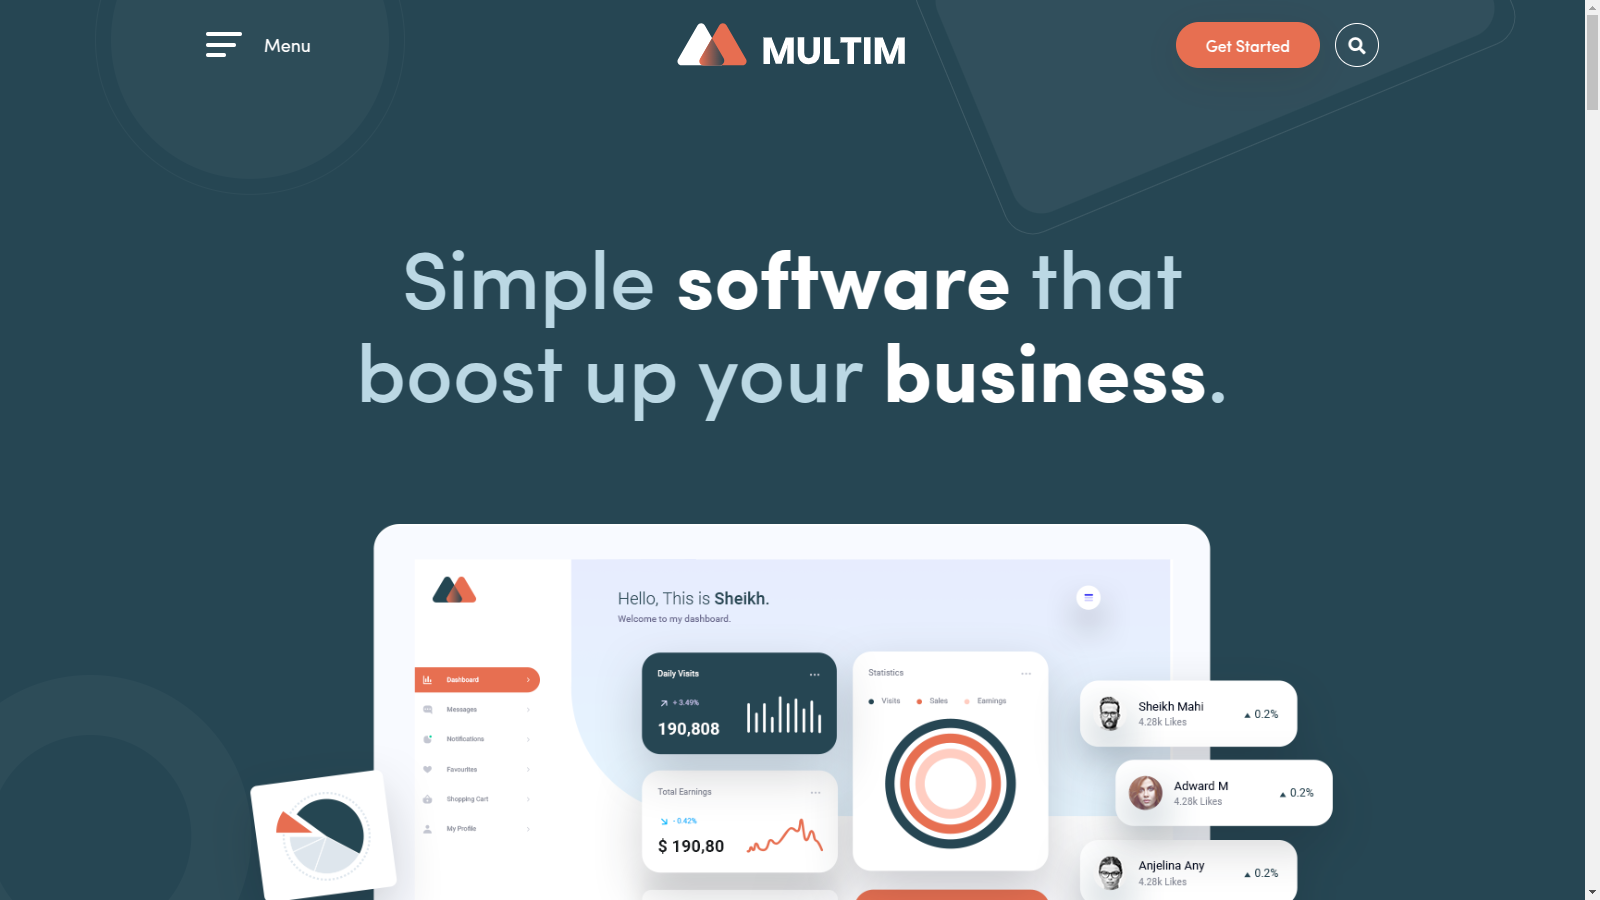 Menu
MULTIM
Get Started
Simple software that
boost up your business.
Hello, This is Sheikh.
Welcome to my dashboard.
Dashboard
Messages
Notifications
Favourites
Shopping Cart
My Profile
Daily Visits
+ 3.49%
190,808
Total Earnings
- 0.42%
$ 190,80
Statistics
Visits
Sales
Earnings
Sheikh Mahi
4.28k Likes
0.2%
Adward M
4.28k Likes
0.2%
Anjelina Any
4.28k Likes
0.2%